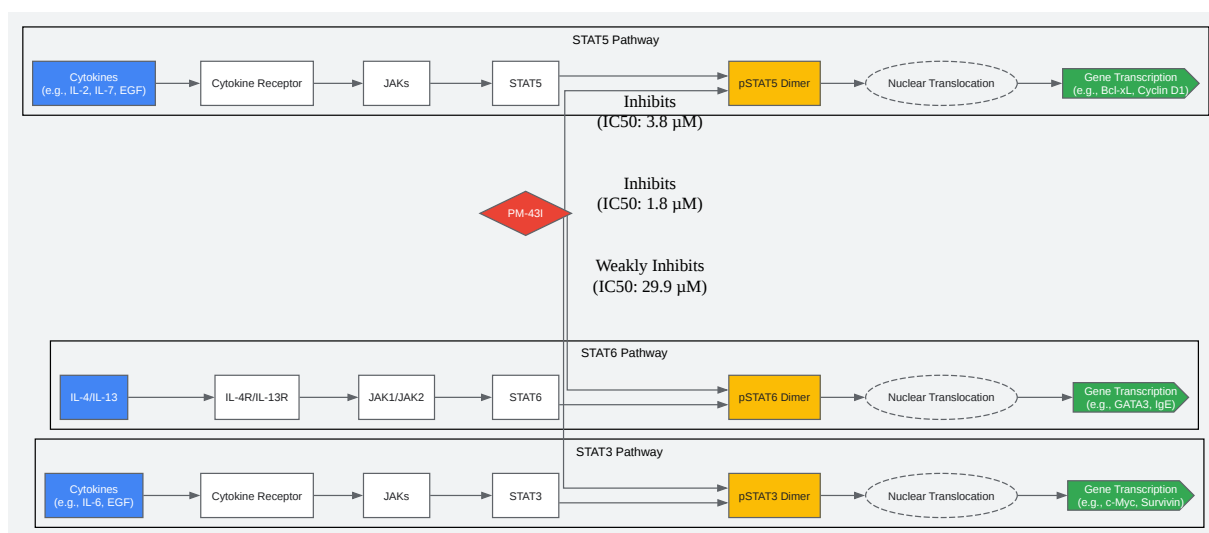 STAT5 Pathway
Cytokines
(e.g., IL-2, IL-7, EGF)
Cytokine Receptor
JAKs
STAT5
pSTAT5 Dimer
Nuclear Translocation
Gene Transcription
(e.g., Bcl-xL, Cyclin D1)
Inhibits
(IC50: 3.8 µM)
Inhibits
(IC50: 1.8 µM)
PM-43I
Weakly Inhibits
(IC50: 29.9 µM)
STAT6 Pathway
IL-4/IL-13
IL-4R/IL-13R
JAK1/JAK2
STAT6
pSTAT6 Dimer
Nuclear Translocation
Gene Transcription
(e.g., GATA3, IgE)
STAT3 Pathway
Cytokines
(e.g., IL-6, EGF)
Cytokine Receptor
JAKs
STAT3
pSTAT3 Dimer
Nuclear Translocation
Gene Transcription
(e.g., c-Myc, Survivin)